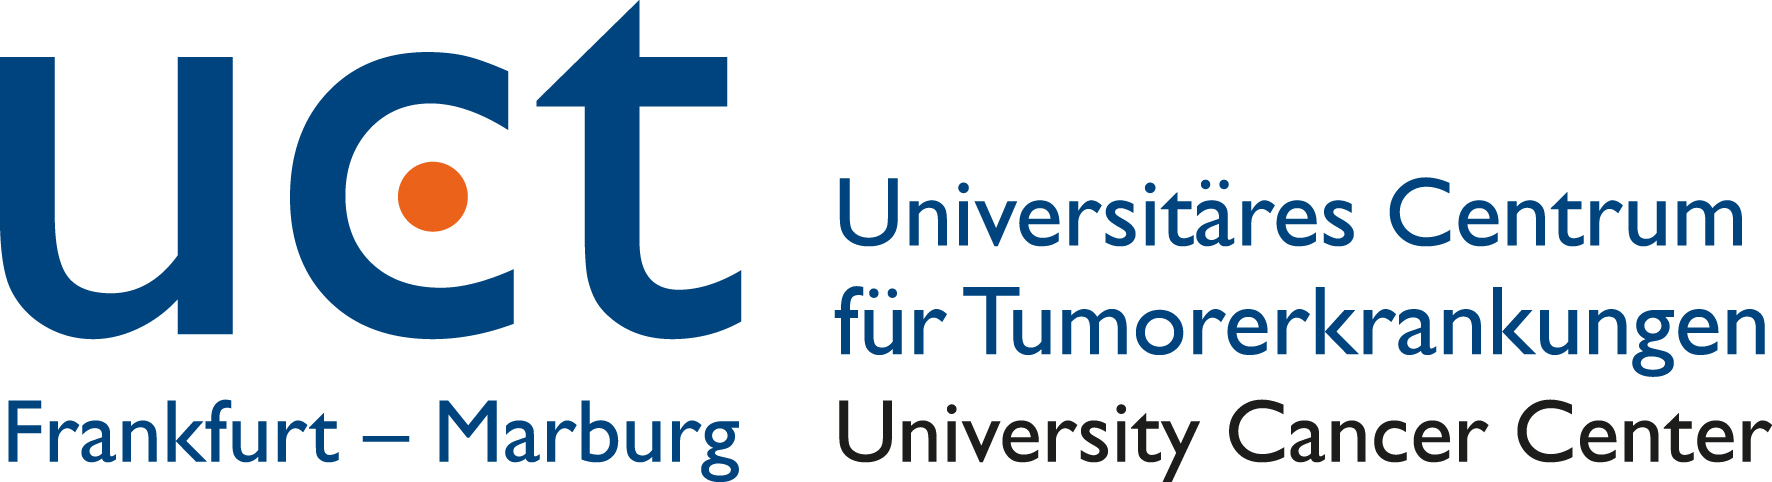 uct
Frankfurt – Marburg
Universitäres Centrum
für Tumorerkrankungen
University Cancer Center